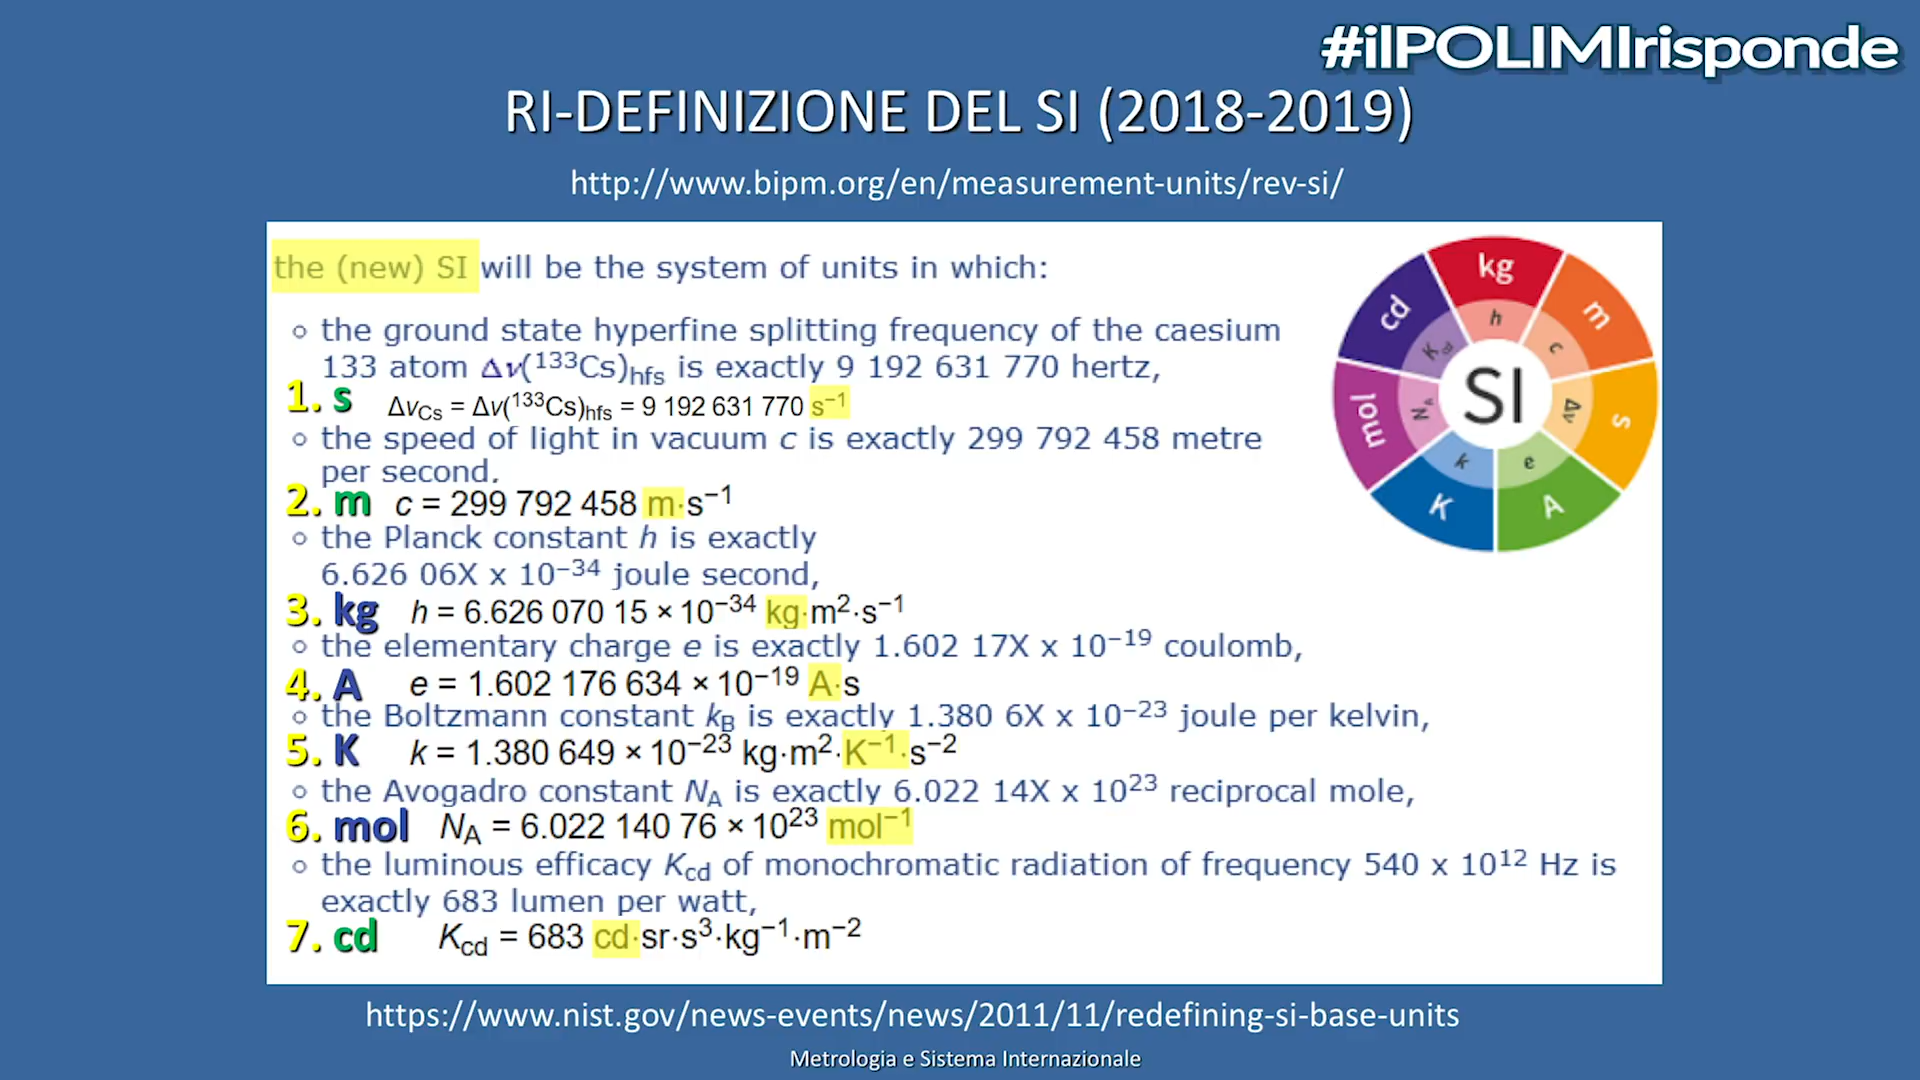 #ilPOLIMIrisponde
RI-DEFINIZIONE DEL SI (2018-2019)
http://www.bipm.org/en/measurement-units/rev-si/
the (new) SI will be the system of units in which:
◦ the ground state hyperfine splitting frequency of the caesium
133 atom Δν(¹³³Cs)hfs is exactly 9 192 631 770 hertz,
1. s ΔνCs = Δν(¹³³Cs)hfs = 9 192 631 770 s⁻¹
◦ the speed of light in vacuum c is exactly 299 792 458 metre
per second.
2. m c = 299 792 458 m·s⁻¹
◦ the Planck constant h is exactly
6.626 06X x 10⁻³⁴ joule second,
3. kg h = 6.626 070 15 × 10⁻³⁴ kg·m²·s⁻¹
◦ the elementary charge e is exactly 1.602 17X x 10⁻¹⁹ coulomb,
4. A e = 1.602 176 634 × 10⁻¹⁹ A·s
◦ the Boltzmann constant kB is exactly 1.380 6X x 10⁻²³ joule per kelvin,
5. K k = 1.380 649 × 10⁻²³ kg·m²·K⁻¹·s⁻²
◦ the Avogadro constant NA is exactly 6.022 14X x 10²³ reciprocal mole,
6. mol NA = 6.022 140 76 × 10²³ mol⁻¹
◦ the luminous efficacy Kcd of monochromatic radiation of frequency 540 x 10¹² Hz is
exactly 683 lumen per watt,
7. cd Kcd = 683 cd·sr·s³·kg⁻¹·m⁻²
kg
m
s
A
K
mol
cd
h
c
Δν
e
k
NA
Kcd
SI
https://www.nist.gov/news-events/news/2011/11/redefining-si-base-units
Metrologia e Sistema Internazionale